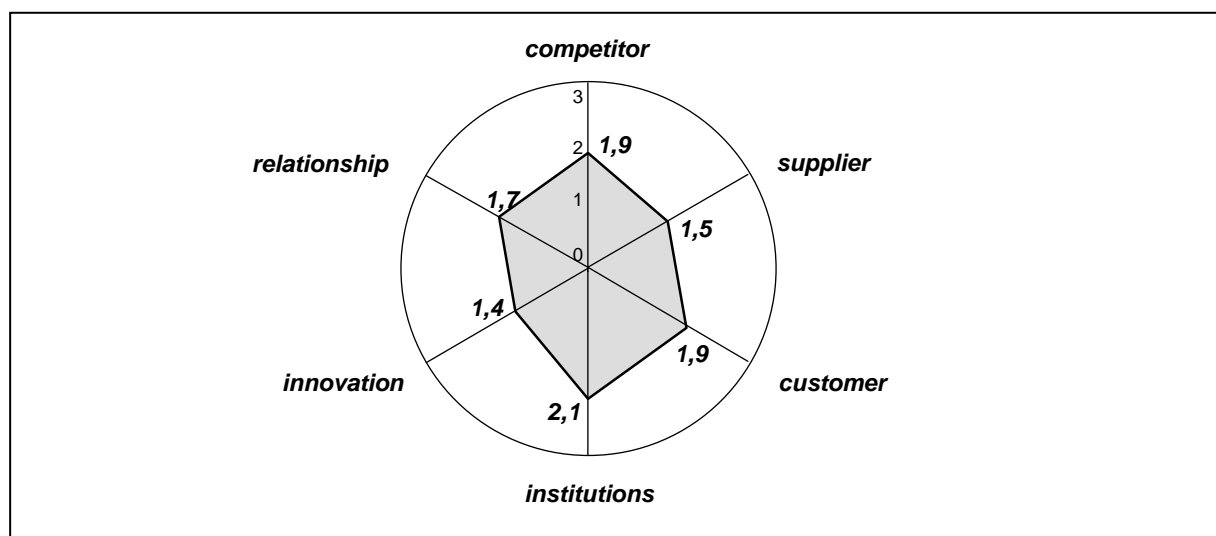 competitor
3
2
1,9
relationship
supplier
1,7
1
1,5
0
1,4
1,9
innovation
customer
2,1
institutions